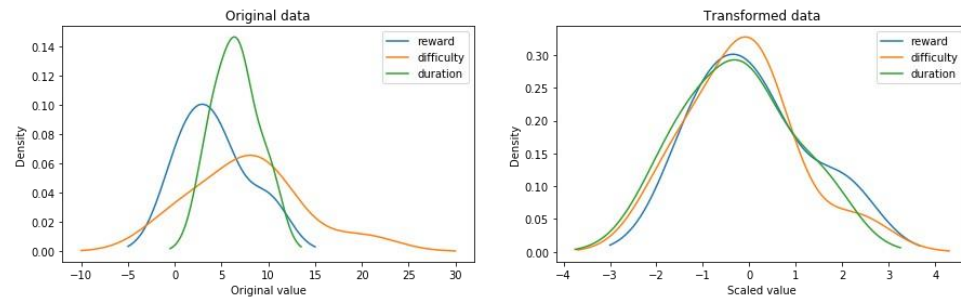 Original data
0.14
0.12
0.10
0.08
0.06
0.04
0.02
0.00
Density
reward
difficulty
duration
−10 −5 0 5 10 15 20 25 30
Original value
Transformed data
0.30
0.25
0.20
0.15
0.10
0.05
0.00
Density
reward
difficulty
duration
−4 −3 −2 −1 0 1 2 3 4
Scaled value